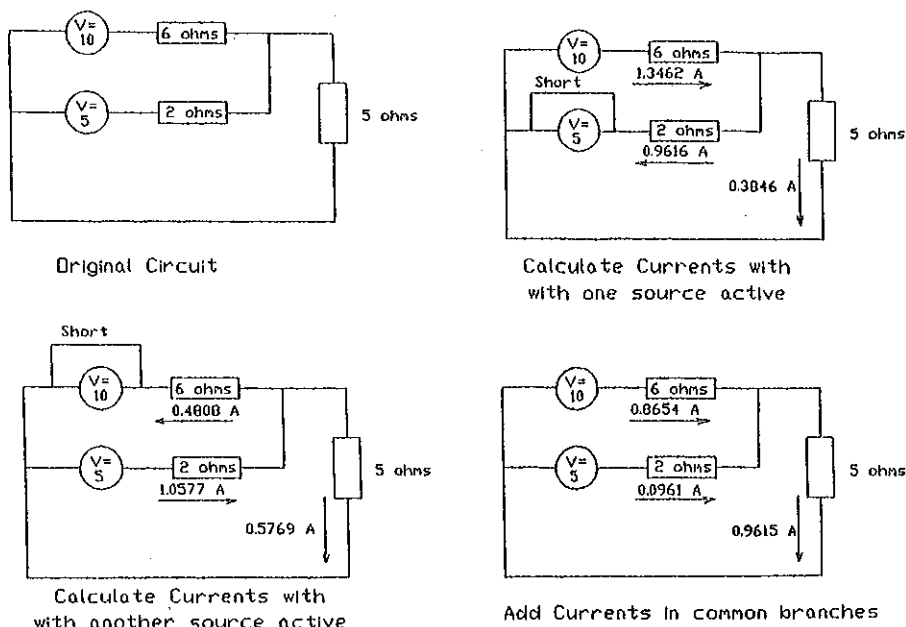 V=
10
6 ohms
V=
5
2 ohms
5 ohms
Original Circuit
V=
10
6 ohms
1.3462 A
Short
V=
5
2 ohms
0.9616 A
5 ohms
0.3846 A
Calculate Currents with
with one source active
Short
V=
10
6 ohms
0.4808 A
V=
5
2 ohms
1.0577 A
5 ohms
0.5769 A
Calculate Currents with
with another source active
V=
10
6 ohms
0.8654 A
V=
5
2 ohms
0.0961 A
5 ohms
0.9615 A
Add Currents in common branches